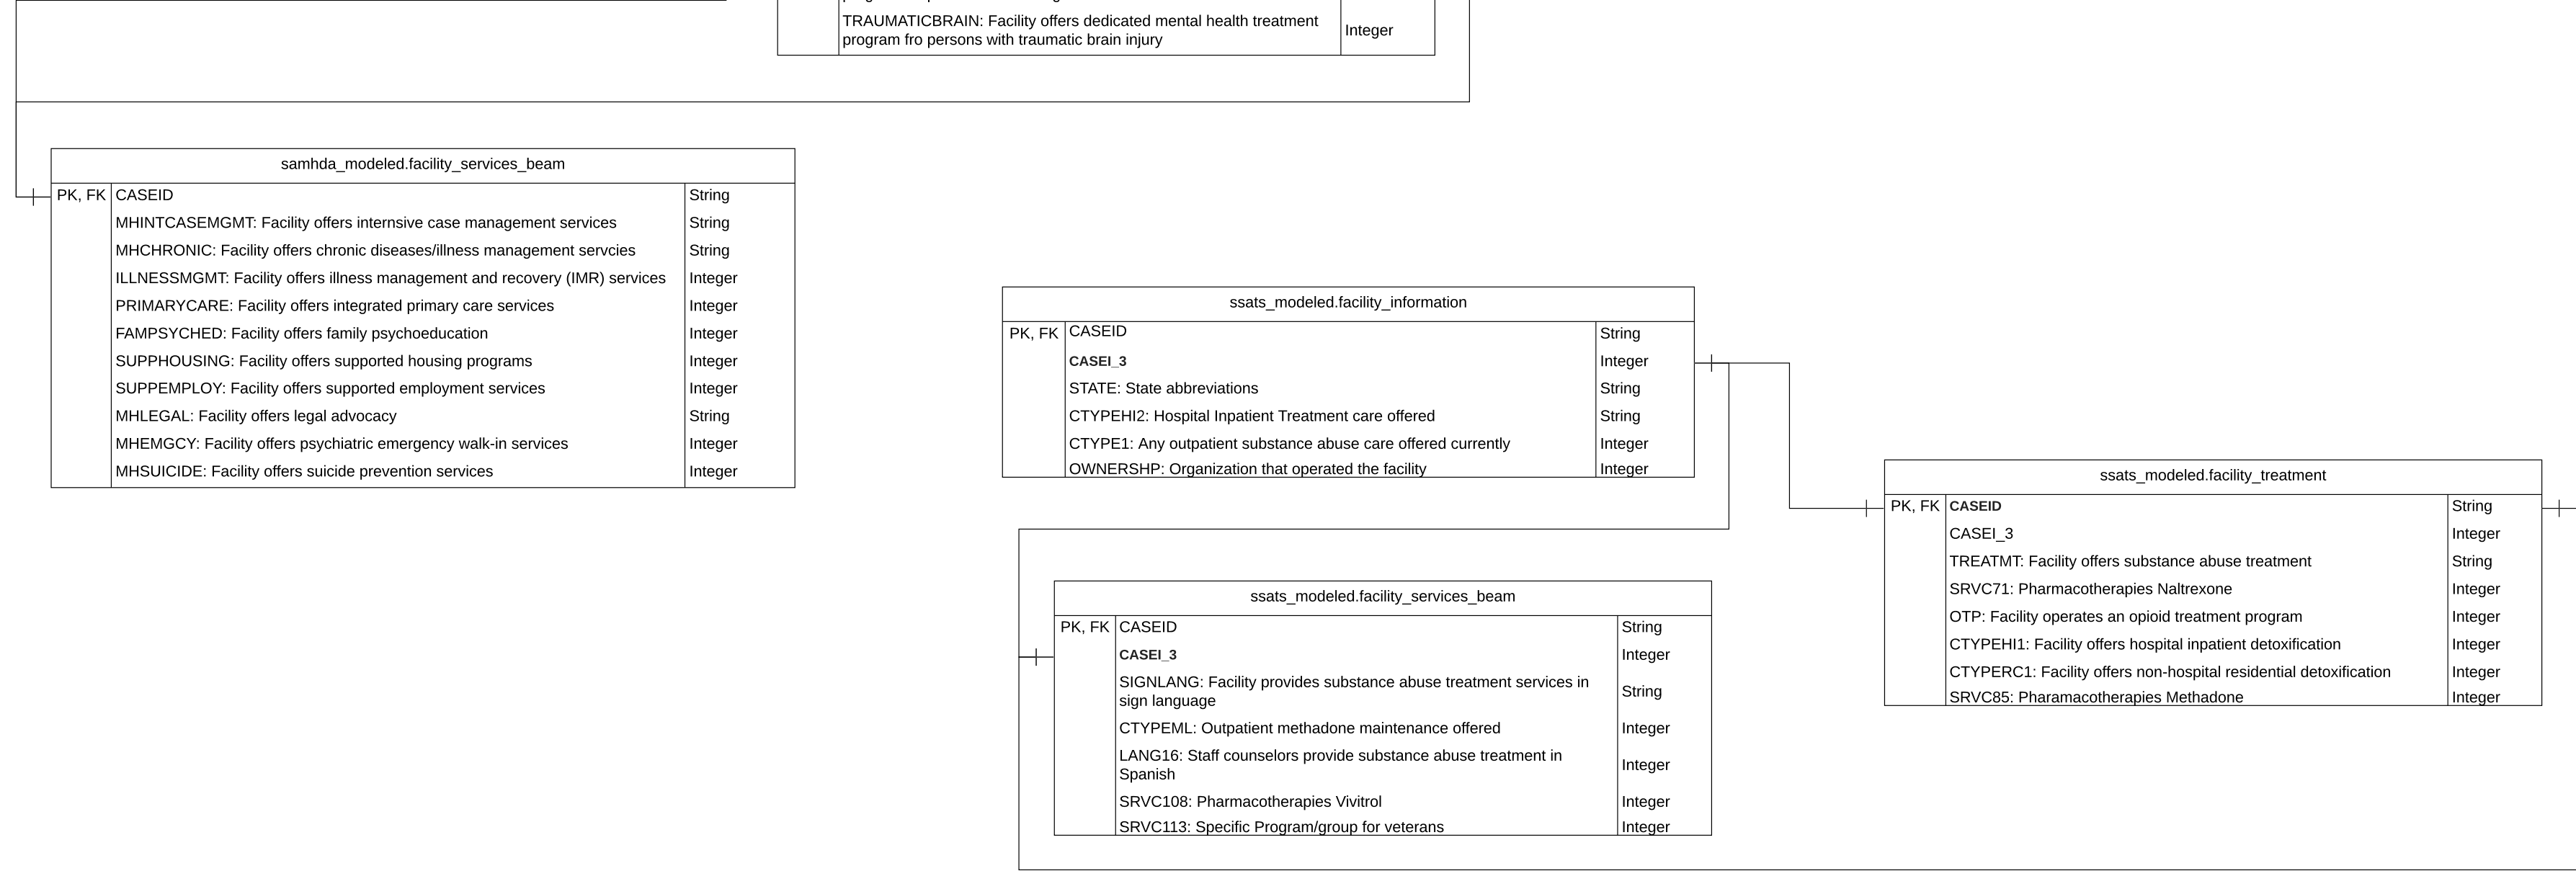 TRAUMATICBRAIN: Facility offers dedicated mental health treatment
program fro persons with traumatic brain injury
Integer
samhda_modeled.facility_services_beam
PK, FK CASEID String
MHINTCASEMGMT: Facility offers internsive case management services String
MHCHRONIC: Facility offers chronic diseases/illness management servcies String
ILLNESSMGMT: Facility offers illness management and recovery (IMR) services Integer
PRIMARYCARE: Facility offers integrated primary care services Integer
FAMPSYCHED: Facility offers family psychoeducation Integer
SUPPHOUSING: Facility offers supported housing programs Integer
SUPPEMPLOY: Facility offers supported employment services Integer
MHLEGAL: Facility offers legal advocacy String
MHEMGCY: Facility offers psychiatric emergency walk-in services Integer
MHSUICIDE: Facility offers suicide prevention services Integer
ssats_modeled.facility_information
PK, FK CASEID String
CASEI_3 Integer
STATE: State abbreviations String
CTYPEHI2: Hospital Inpatient Treatment care offered String
CTYPE1: Any outpatient substance abuse care offered currently Integer
OWNERSHP: Organization that operated the facility Integer
ssats_modeled.facility_treatment
PK, FK CASEID String
CASEI_3 Integer
TREATMT: Facility offers substance abuse treatment String
SRVC71: Pharmacotherapies Naltrexone Integer
OTP: Facility operates an opioid treatment program Integer
CTYPEHI1: Facility offers hospital inpatient detoxification Integer
CTYPERC1: Facility offers non-hospital residential detoxification Integer
SRVC85: Pharamacotherapies Methadone Integer
ssats_modeled.facility_services_beam
PK, FK CASEID String
CASEI_3 Integer
SIGNLANG: Facility provides substance abuse treatment services in
sign language
String
CTYPEML: Outpatient methadone maintenance offered Integer
LANG16: Staff counselors provide substance abuse treatment in
Spanish
Integer
SRVC108: Pharmacotherapies Vivitrol Integer
SRVC113: Specific Program/group for veterans Integer